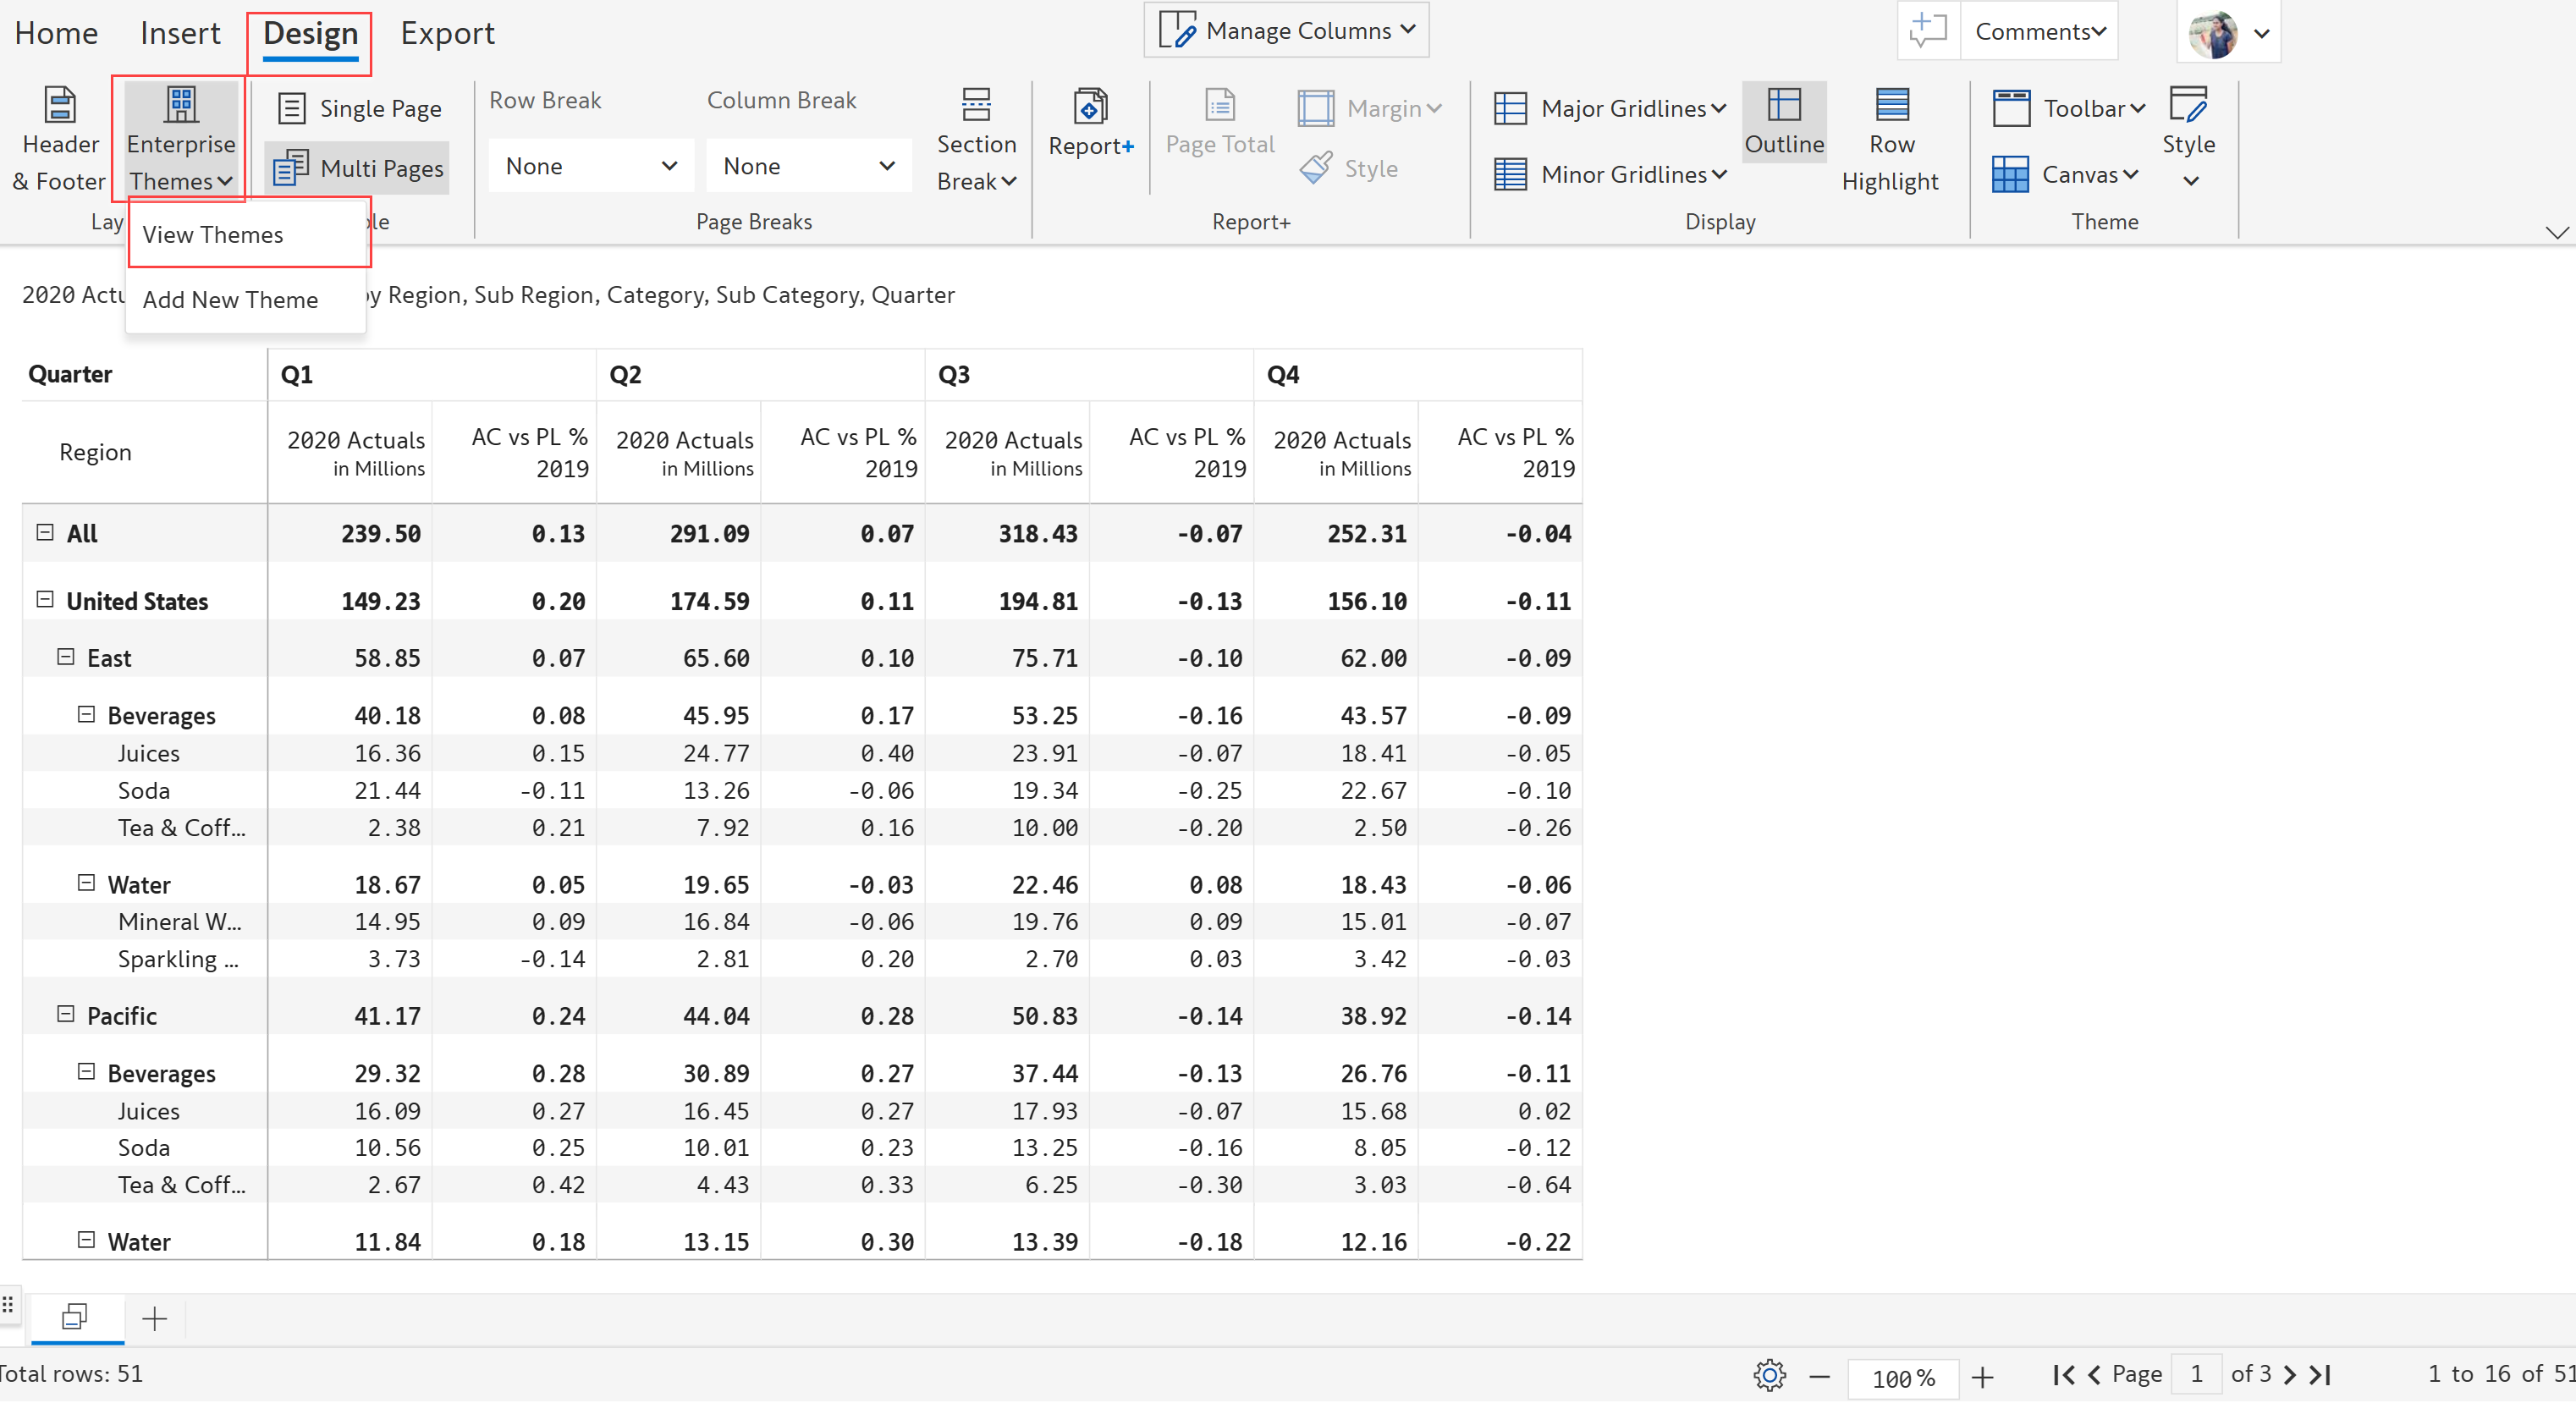 Home Insert Design Export Manage Columns Comments
Header & Footer Enterprise Themes Single Page Multi Pages Row Break None Column Break None Section Break Report+ Page Total Margin Style Major Gridlines Minor Gridlines Outline Row Highlight Toolbar Canvas Style
Lay le Page Breaks Report+ Display Theme
View Themes
Add New Theme
2020 Actu y Region, Sub Region, Category, Sub Category, Quarter
Quarter Q1 Q2 Q3 Q4
Region 2020 Actuals in Millions AC vs PL % 2019 2020 Actuals in Millions AC vs PL % 2019 2020 Actuals in Millions AC vs PL % 2019 2020 Actuals in Millions AC vs PL % 2019
All 239.50 0.13 291.09 0.07 318.43 -0.07 252.31 -0.04
United States 149.23 0.20 174.59 0.11 194.81 -0.13 156.10 -0.11
East 58.85 0.07 65.60 0.10 75.71 -0.10 62.00 -0.09
Beverages 40.18 0.08 45.95 0.17 53.25 -0.16 43.57 -0.09
Juices 16.36 0.15 24.77 0.40 23.91 -0.07 18.41 -0.05
Soda 21.44 -0.11 13.26 -0.06 19.34 -0.25 22.67 -0.10
Tea & Coff... 2.38 0.21 7.92 0.16 10.00 -0.20 2.50 -0.26
Water 18.67 0.05 19.65 -0.03 22.46 0.08 18.43 -0.06
Mineral W... 14.95 0.09 16.84 -0.06 19.76 0.09 15.01 -0.07
Sparkling ... 3.73 -0.14 2.81 0.20 2.70 0.03 3.42 -0.03
Pacific 41.17 0.24 44.04 0.28 50.83 -0.14 38.92 -0.14
Beverages 29.32 0.28 30.89 0.27 37.44 -0.13 26.76 -0.11
Juices 16.09 0.27 16.45 0.27 17.93 -0.07 15.68 0.02
Soda 10.56 0.25 10.01 0.23 13.25 -0.16 8.05 -0.12
Tea & Coff... 2.67 0.42 4.43 0.33 6.25 -0.30 3.03 -0.64
Water 11.84 0.18 13.15 0.30 13.39 -0.18 12.16 -0.22
Total rows: 51 100 % Page 1 of 3 1 to 16 of 51